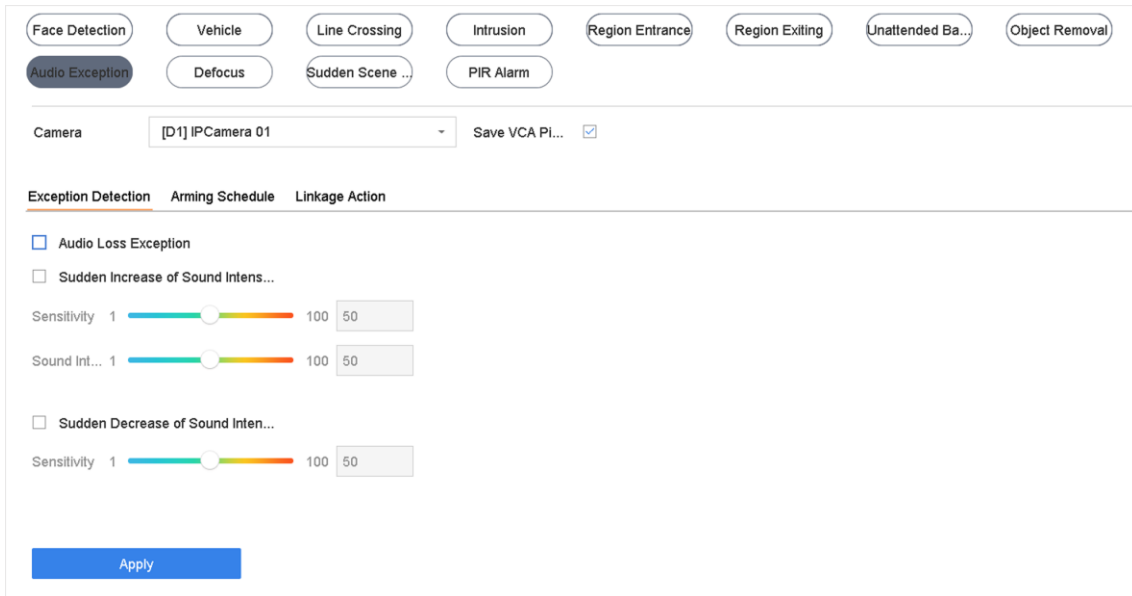 Face Detection Vehicle Line Crossing Intrusion Region Entrance Region Exiting Unattended Ba... Object Removal
Audio Exception Defocus Sudden Scene ... PIR Alarm
Camera [D1] IPCamera 01 Save VCA Pi...
Exception Detection Arming Schedule Linkage Action
Audio Loss Exception
Sudden Increase of Sound Intens...
Sensitivity 1 100 50
Sound Int... 1 100 50
Sudden Decrease of Sound Inten...
Sensitivity 1 100 50
Apply